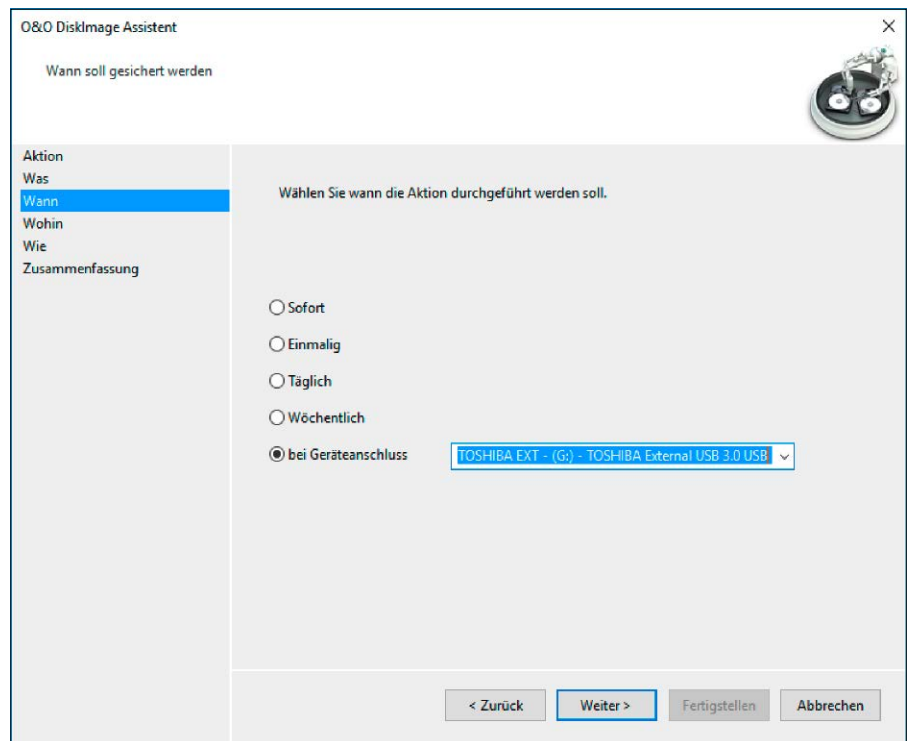 O&O DiskImage Assistent
Wann soll gesichert werden
Aktion
Was
Wann
Wohin
Wie
Zusammenfassung
Wählen Sie wann die Aktion durchgeführt werden soll.
Sofort
Einmalig
Täglich
Wöchentlich
bei Geräteanschluss TOSHIBA EXT - (G:) - TOSHIBA External USB 3.0 USB
< Zurück Weiter > Fertigstellen Abbrechen